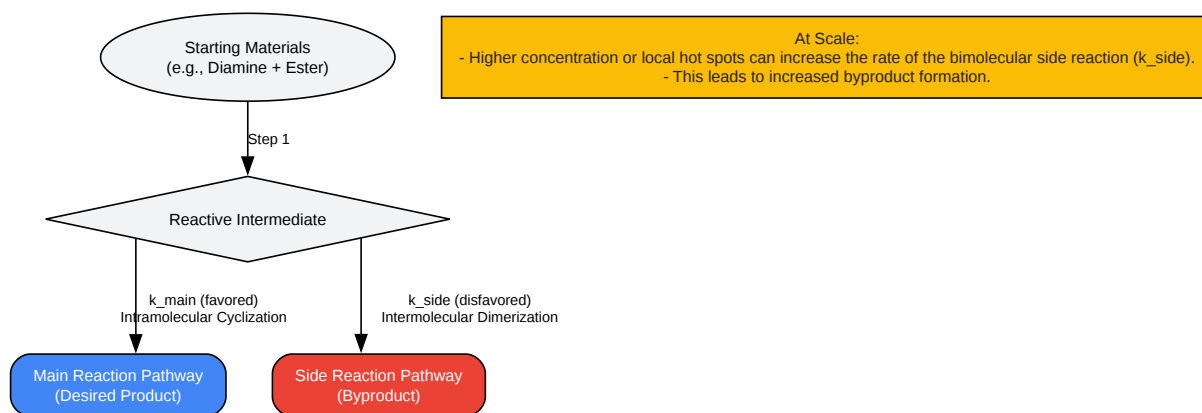 Starting Materials
(e.g., Diamine + Ester)
At Scale:
- Higher concentration or local hot spots can increase the rate of the bimolecular side reaction (k_side).
- This leads to increased byproduct formation.
Step 1
Reactive Intermediate
k_main (favored)
Intramolecular Cyclization
k_side (disfavored)
Intermolecular Dimerization
Main Reaction Pathway
(Desired Product)
Side Reaction Pathway
(Byproduct)